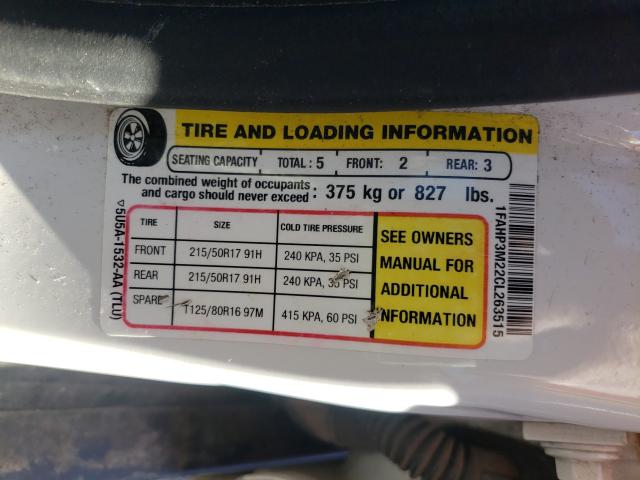 TIRE AND LOADING INFORMATION
SEATING CAPACITY TOTAL : 5 FRONT: 2 REAR: 3
The combined weight of occupants
and cargo should never exceed : 375 kg or 827 lbs.
TIRE SIZE COLD TIRE PRESSURE
FRONT 215/50R17 91H 240 KPA, 35 PSI
REAR 215/50R17 91H 240 KPA, 35 PSI
SPARE T125/80R16 97M 415 KPA, 60 PSI
SEE OWNERS
MANUAL FOR
ADDITIONAL
INFORMATION
5U5A-1532-AA (TLU)
1FAHP3M22CL263515